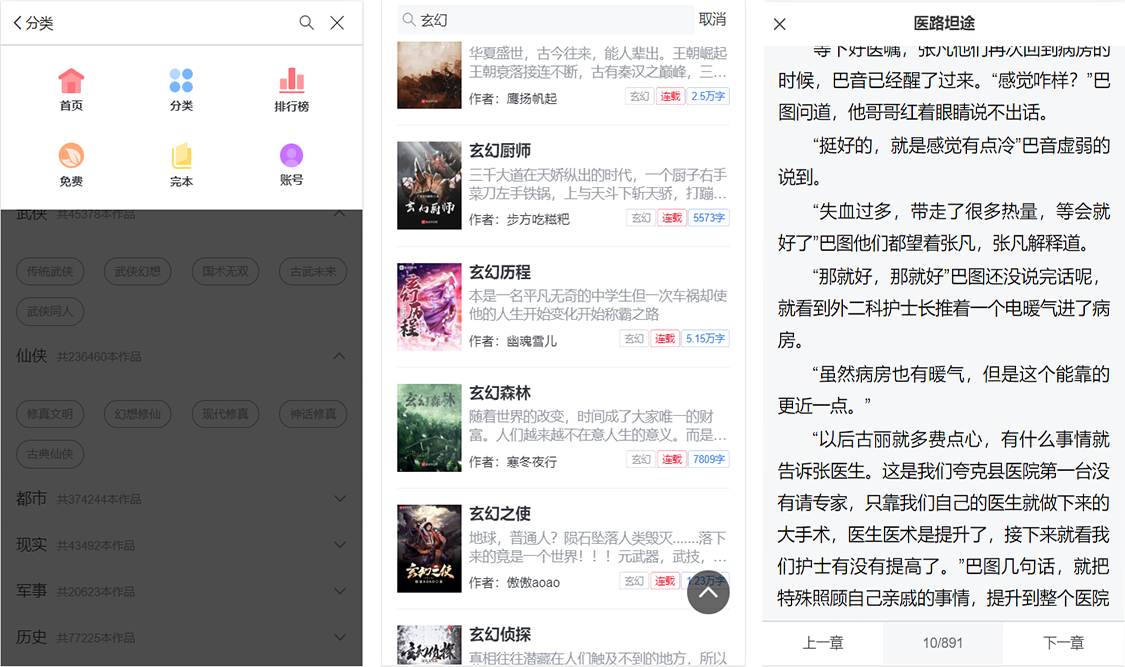 分类
首页
分类
排行榜
免费
完本
账号
武侠 共45378本作品
传统武侠
武侠幻想
国术无双
古武未来
武侠同人
仙侠 共236460本作品
修真文明
幻想修仙
现代修真
神话修真
古典仙侠
都市 共374244本作品
现实 共43492本作品
军事 共20623本作品
历史 共77225本作品
玄幻
取消
华夏盛世，古今往来，能人辈出。王朝崛起
王朝衰落接连不断，古有秦汉之巅峰，三…
作者：鹰扬帆起
玄幻 连载 2.5万字
玄幻厨师
三千大道在天娇纵出的时代，一个厨子右手
菜刀左手铁锅，上与天斗下斩天骄，打蹦…
作者：步方吃糍粑
玄幻 连载 5573字
玄幻厨师
玄幻历程
本是一名平凡无奇的中学生但一次车祸却使
他的人生开始变化开始称霸之路
作者：幽魂雪儿
玄幻 连载 5.15万字
玄幻历程
玄幻森林
随着世界的改变，时间成了大家唯一的财
富。人们越来越不在意人生的意义。而是…
作者：寒冬夜行
玄幻 连载 7809字
玄幻森林
玄幻之使
地球，普通人？陨石坠落人类毁灭…….落下
来的竟是一个世界！！！元武器，武技，…
作者：傲傲aoao
玄幻 连载 1.23万字
玄幻之使
玄幻侦探
真相往往潜藏在人们触及不到的地方，所以
玄幻侦探
医路坦途
等下好医嘱，张凡他们再次回到病房的
时候，巴音已经醒了过来。“感觉咋样？”巴
图问道，他哥哥红着眼睛说不出话。
“挺好的，就是感觉有点冷”巴音虚弱的
说到。
“失血过多，带走了很多热量，等会就
好了”巴图他们都望着张凡，张凡解释道。
“那就好，那就好”巴图还没说完话呢，
就看到外二科护士长推着一个电暖气进了病
房。
“虽然病房也有暖气，但是这个能靠的
更近一点。”
“以后古丽就多费点心，有什么事情就
告诉张医生。这是我们夸克县医院第一台没
有请专家，只靠我们自己的医生就做下来的
大手术，医生医术是提升了，接下来就看我
们护士有没有提高了。”巴图几句话，就把
特殊照顾自己亲戚的事情，提升到整个医院
上一章
10/891
下一章